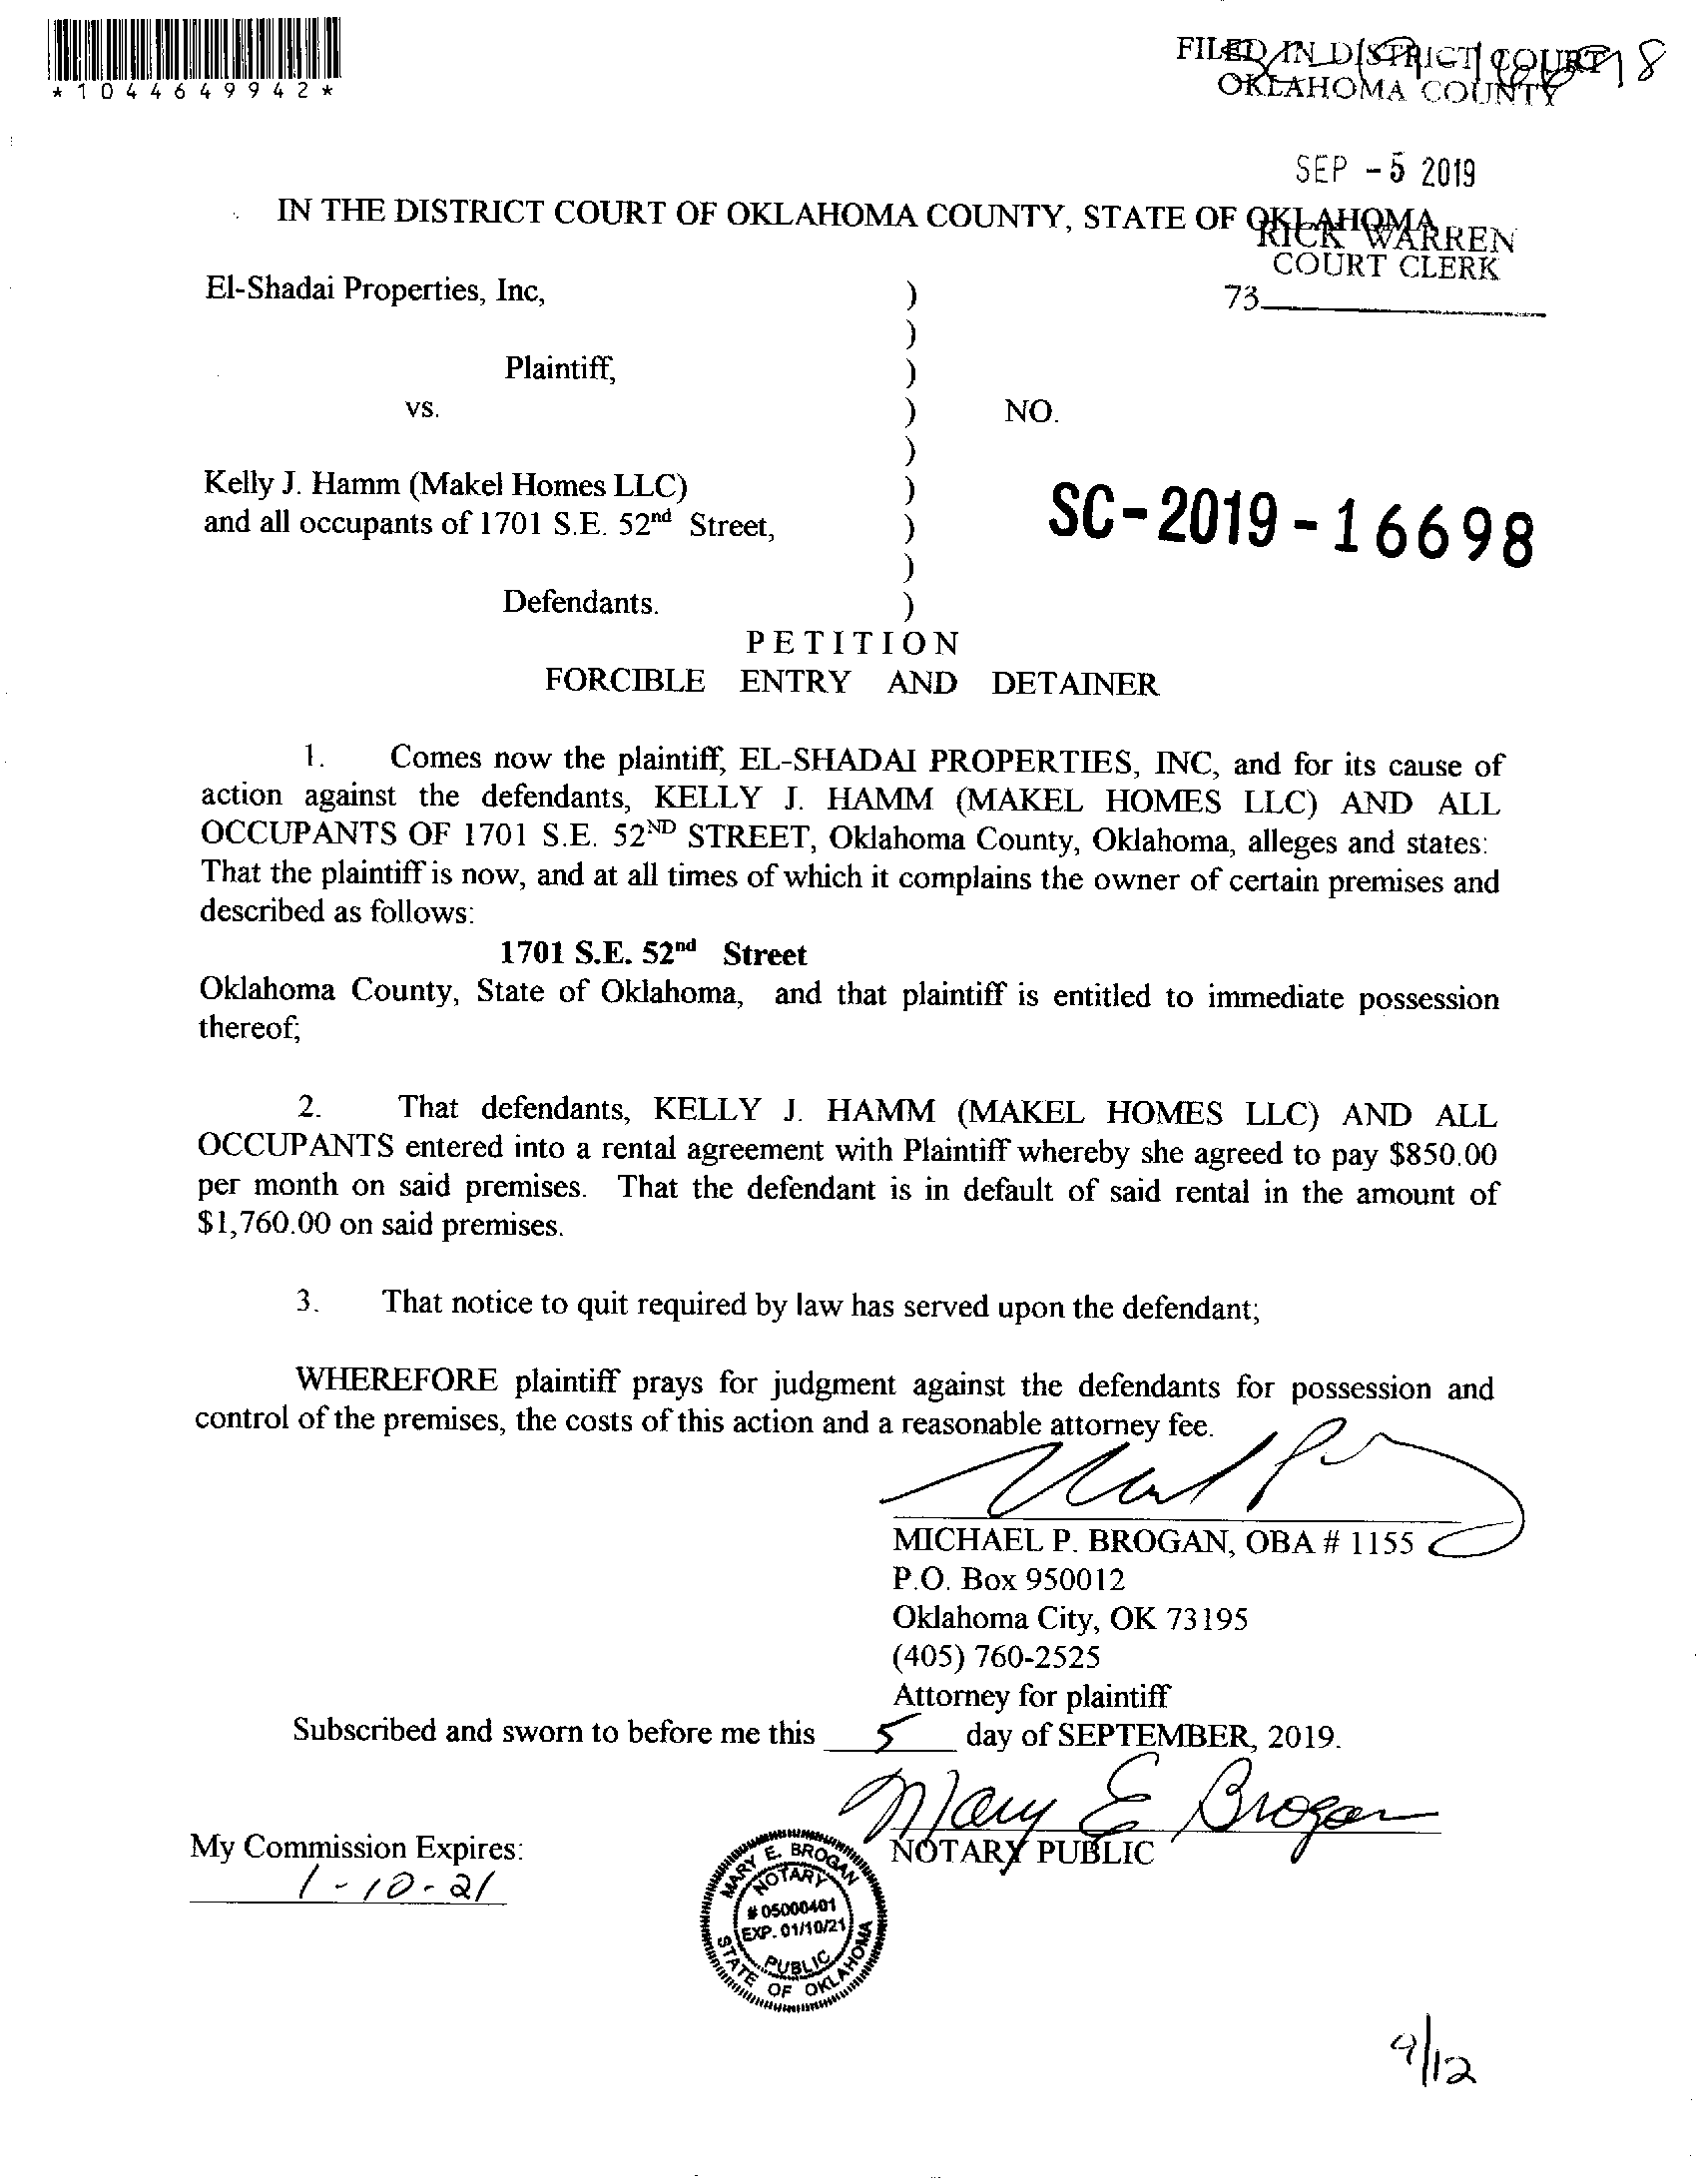 *1044649942*
FILED IN DISTRICT COURT
OKLAHOMA COUNTY
SC-19-16698
SEP - 5 2019
IN THE DISTRICT COURT OF OKLAHOMA COUNTY, STATE OF OKLAHOMA
RICK WARREN
COURT CLERK
73
El-Shadai Properties, Inc, )
)
Plaintiff, )
vs. ) NO.
)
Kelly J. Hamm (Makel Homes LLC) )
and all occupants of 1701 S.E. 52nd Street, )
SC-2019-16698
)
Defendants. )
PETITION
FORCIBLE ENTRY AND DETAINER
1. Comes now the plaintiff, EL-SHADAI PROPERTIES, INC, and for its cause of
action against the defendants, KELLY J. HAMM (MAKEL HOMES LLC) AND ALL
OCCUPANTS OF 1701 S.E. 52ND STREET, Oklahoma County, Oklahoma, alleges and states:
That the plaintiff is now, and at all times of which it complains the owner of certain premises and
described as follows:
1701 S.E. 52nd Street
Oklahoma County, State of Oklahoma, and that plaintiff is entitled to immediate possession
thereof;
2. That defendants, KELLY J. HAMM (MAKEL HOMES LLC) AND ALL
OCCUPANTS entered into a rental agreement with Plaintiff whereby she agreed to pay $850.00
per month on said premises. That the defendant is in default of said rental in the amount of
$1,760.00 on said premises.
3. That notice to quit required by law has served upon the defendant;
WHEREFORE plaintiff prays for judgment against the defendants for possession and
control of the premises, the costs of this action and a reasonable attorney fee.
MICHAEL P. BROGAN, OBA # 1155
P.O. Box 950012
Oklahoma City, OK 73195
(405) 760-2525
Attorney for plaintiff
Subscribed and sworn to before me this 5 day of SEPTEMBER, 2019.
Mary E Brogan
NOTARY PUBLIC
My Commission Expires:
1-10-21
MARY E. BROGAN
NOTARY
# 05000401
EXP. 01/10/21
PUBLIC
STATE OF OKLAHOMA
9/12